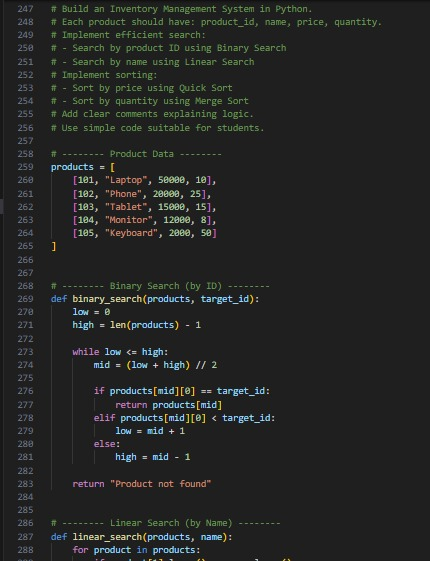 247 # Build an Inventory Management System in Python.
248 # Each product should have: product_id, name, price, quantity.
249 # Implement efficient search:
250 # - Search by product ID using Binary Search
251 # - Search by name using Linear Search
252 # Implement sorting:
253 # - Sort by price using Quick Sort
254 # - Sort by quantity using Merge Sort
255 # Add clear comments explaining logic.
256 # Use simple code suitable for students.
257
258 # -------- Product Data --------
259 products = [
260     [101, "Laptop", 50000, 10],
261     [102, "Phone", 20000, 25],
262     [103, "Tablet", 15000, 15],
263     [104, "Monitor", 12000, 8],
264     [105, "Keyboard", 2000, 50]
265 ]
266
267
268 # -------- Binary Search (by ID) --------
269 def binary_search(products, target_id):
270     low = 0
271     high = len(products) - 1
272
273     while low <= high:
274         mid = (low + high) // 2
275
276         if products[mid][0] == target_id:
277             return products[mid]
278         elif products[mid][0] < target_id:
279             low = mid + 1
280         else:
281             high = mid - 1
282
283     return "Product not found"
284
285
286 # -------- Linear Search (by Name) --------
287 def linear_search(products, name):
288     for product in products: